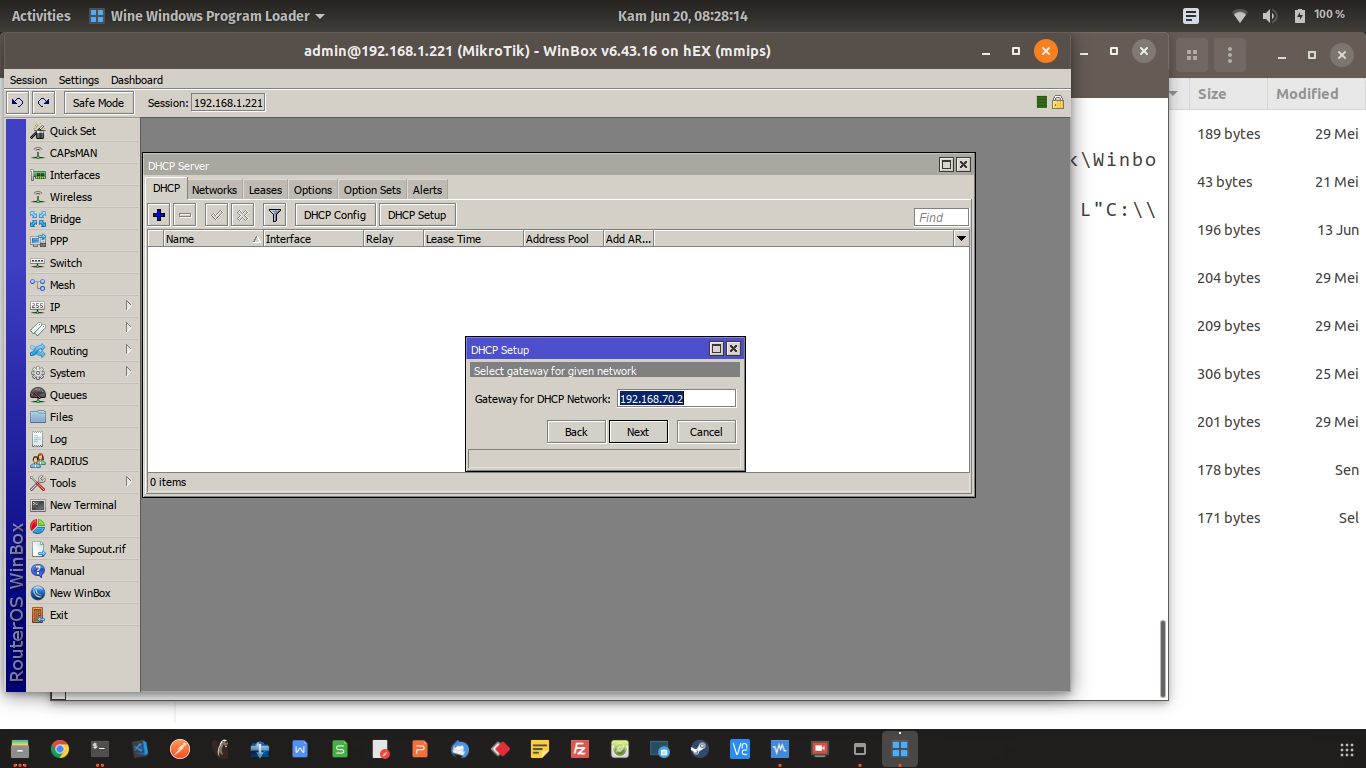 Activities
Wine Windows Program Loader
Kam Jun 20, 08:28:14
100 %
admin@192.168.1.221 (MikroTik) - WinBox v6.43.16 on hEX (mmips)
Session Settings Dashboard
Safe Mode
Session: 192.168.1.221
RouterOS WinBox
Quick Set
CAPsMAN
Interfaces
Wireless
Bridge
PPP
Switch
Mesh
IP
MPLS
Routing
System
Queues
Files
Log
RADIUS
Tools
New Terminal
Partition
Make Supout.rif
Manual
New WinBox
Exit
DHCP Server
DHCP Networks Leases Options Option Sets Alerts
DHCP Config DHCP Setup
Find
Name Interface Relay Lease Time Address Pool Add AR...
DHCP Setup
Select gateway for given network
Gateway for DHCP Network: 192.168.70.2
Back Next Cancel
0 items
k\Winbo
L"C:\\
Size Modified
189 bytes 29 Mei
43 bytes 21 Mei
196 bytes 13 Jun
204 bytes 29 Mei
209 bytes 29 Mei
306 bytes 25 Mei
201 bytes 29 Mei
178 bytes Sen
171 bytes Sel